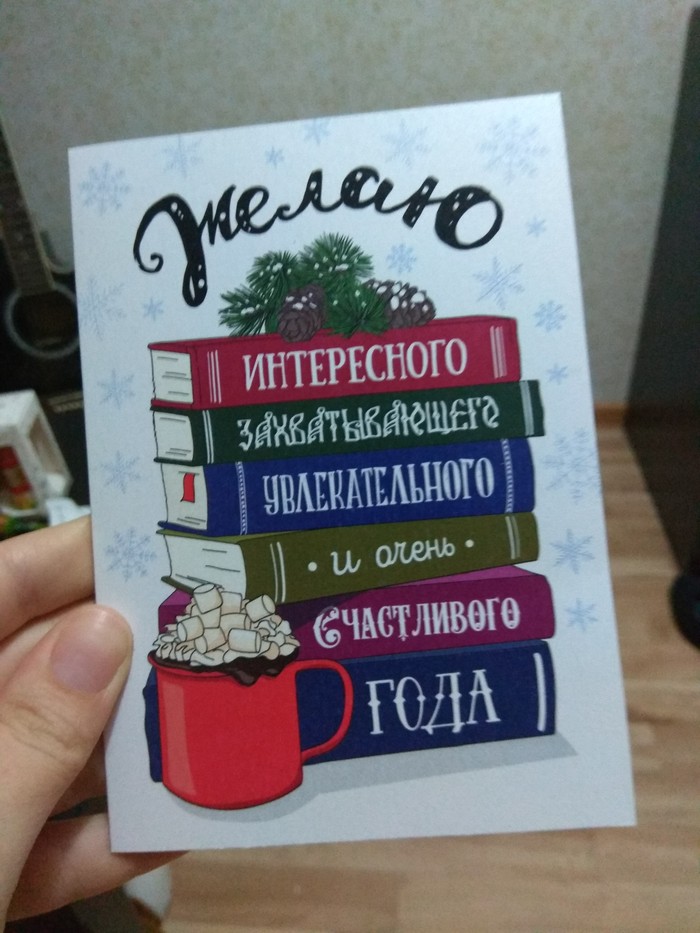 Желаю
ИНТЕРЕСНОГО
ЗАХВАТЫВАЮЩЕГО
УВЛЕКАТЕЛЬНОГО
• и очень •
СЧАСТЛИВОГО
ГОДА